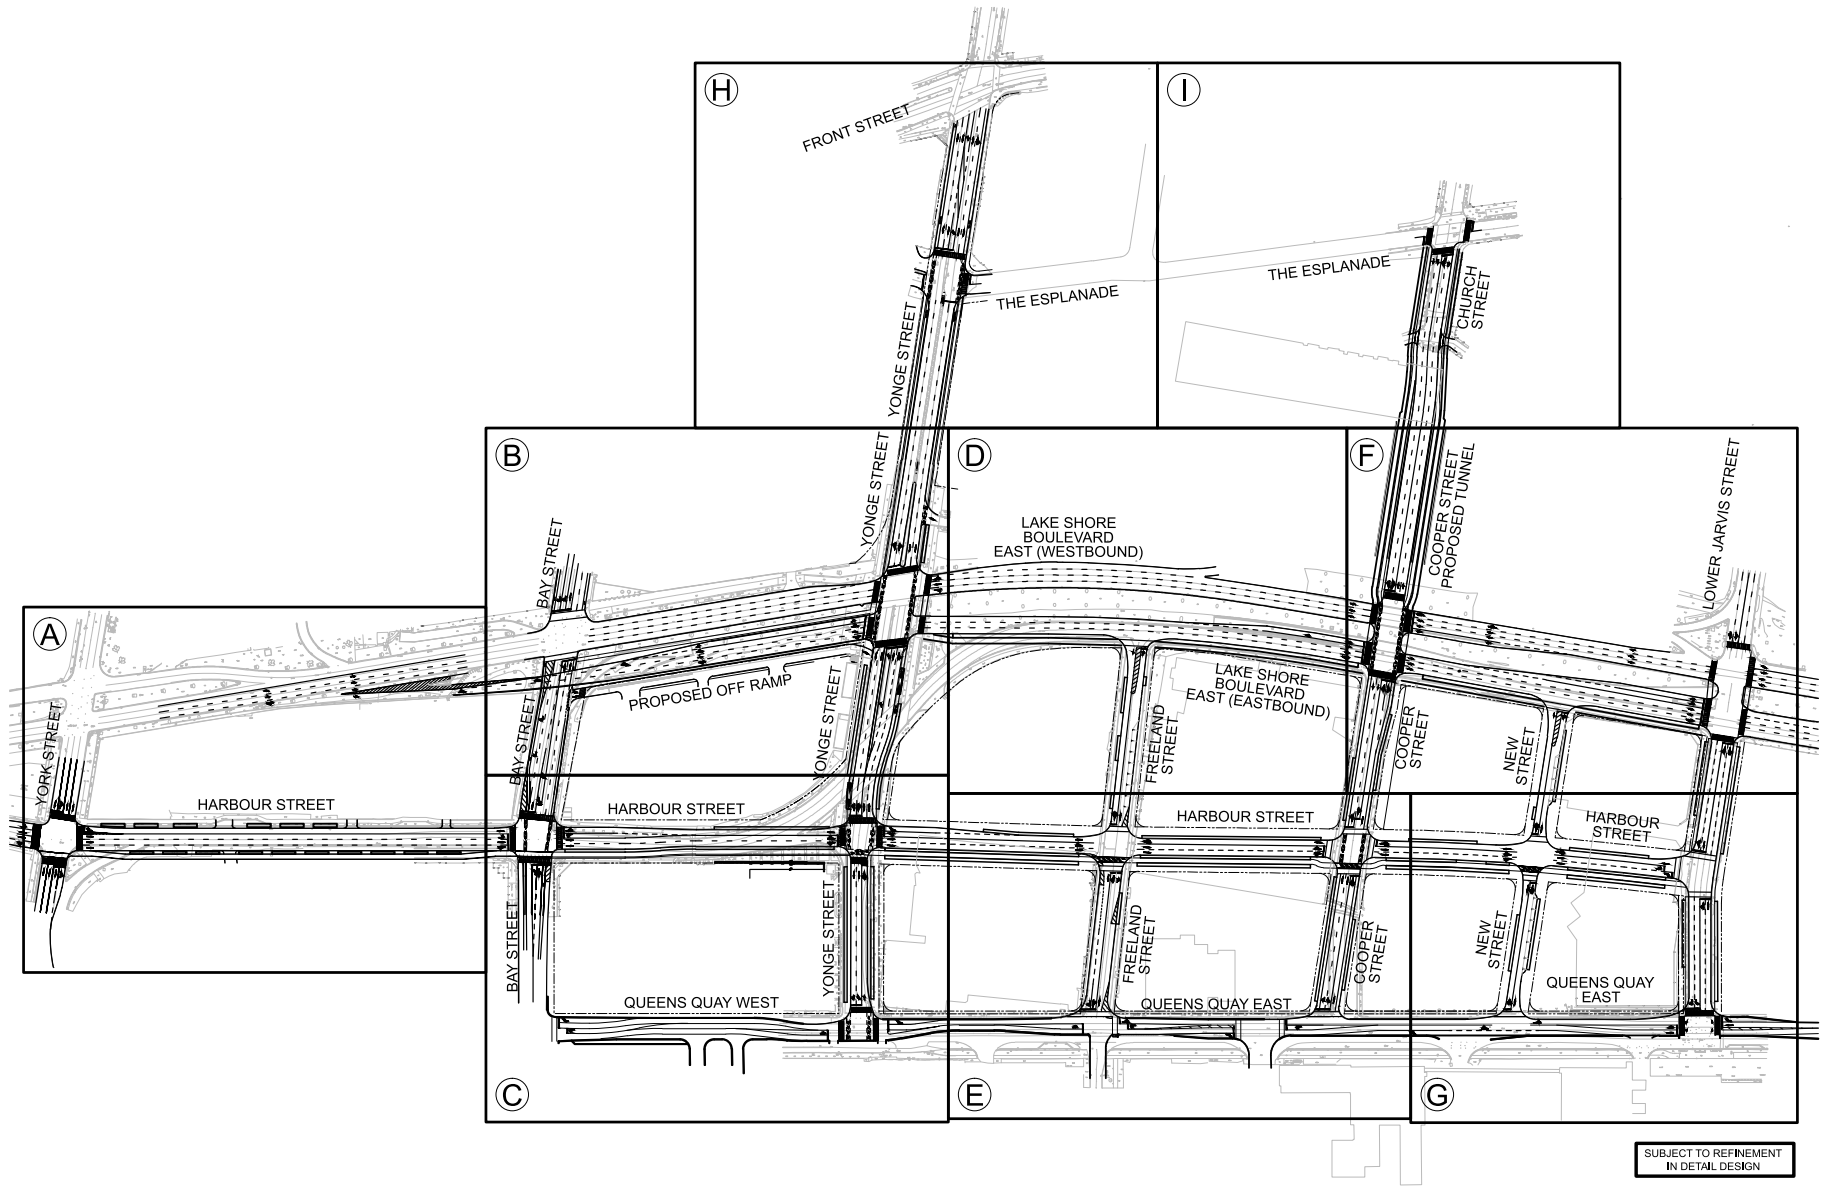 H
I
FRONT STREET
THE ESPLANADE
THE ESPLANADE
CHURCH
STREET
YONGE STREET
B
D
F
YONGE STREET
BAY STREET
LAKE SHORE
BOULEVARD
EAST (WESTBOUND)
COOPER STREET
PROPOSED TUNNEL
LOWER JARVIS STREET
A
YORK STREET
HARBOUR STREET
BAY STREET
PROPOSED OFF RAMP
YONGE STREET
FREELAND
STREET
LAKE SHORE
BOULEVARD
EAST (EASTBOUND)
COOPER
STREET
NEW
STREET
HARBOUR STREET
HARBOUR STREET
HARBOUR
STREET
BAY STREET
YONGE STREET
FREELAND
STREET
COOPER
STREET
NEW
STREET
QUEENS QUAY WEST
QUEENS QUAY EAST
QUEENS QUAY
EAST
C
E
G
SUBJECT TO REFINEMENT
IN DETAIL DESIGN